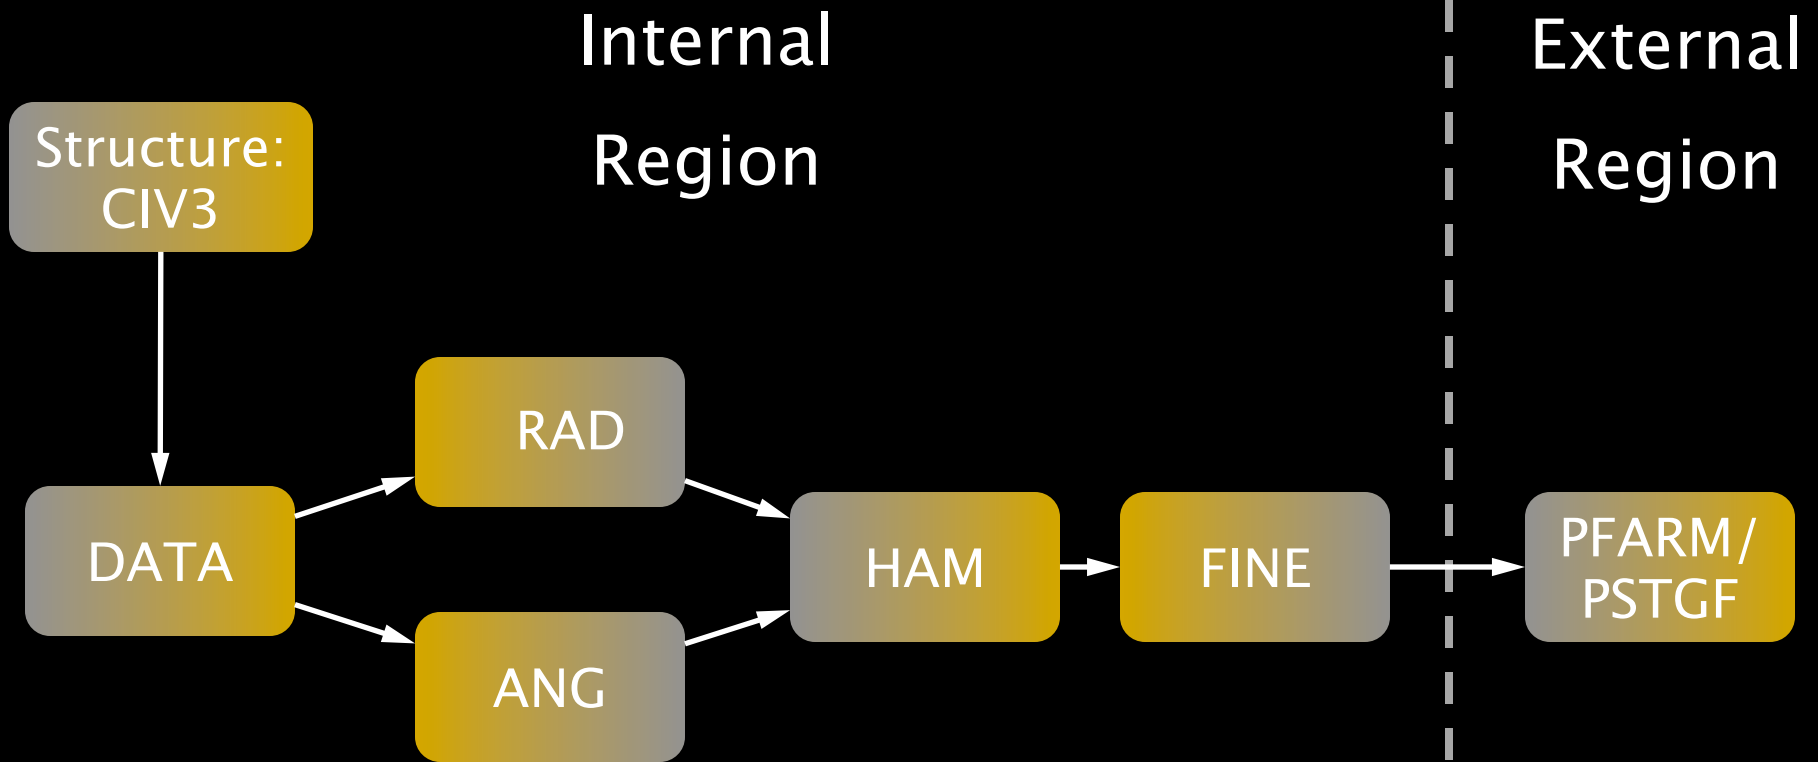 Internal
Region
External
Region
Structure:
CIV3
RAD
DATA
HAM
FINE
PFARM/
PSTGF
ANG